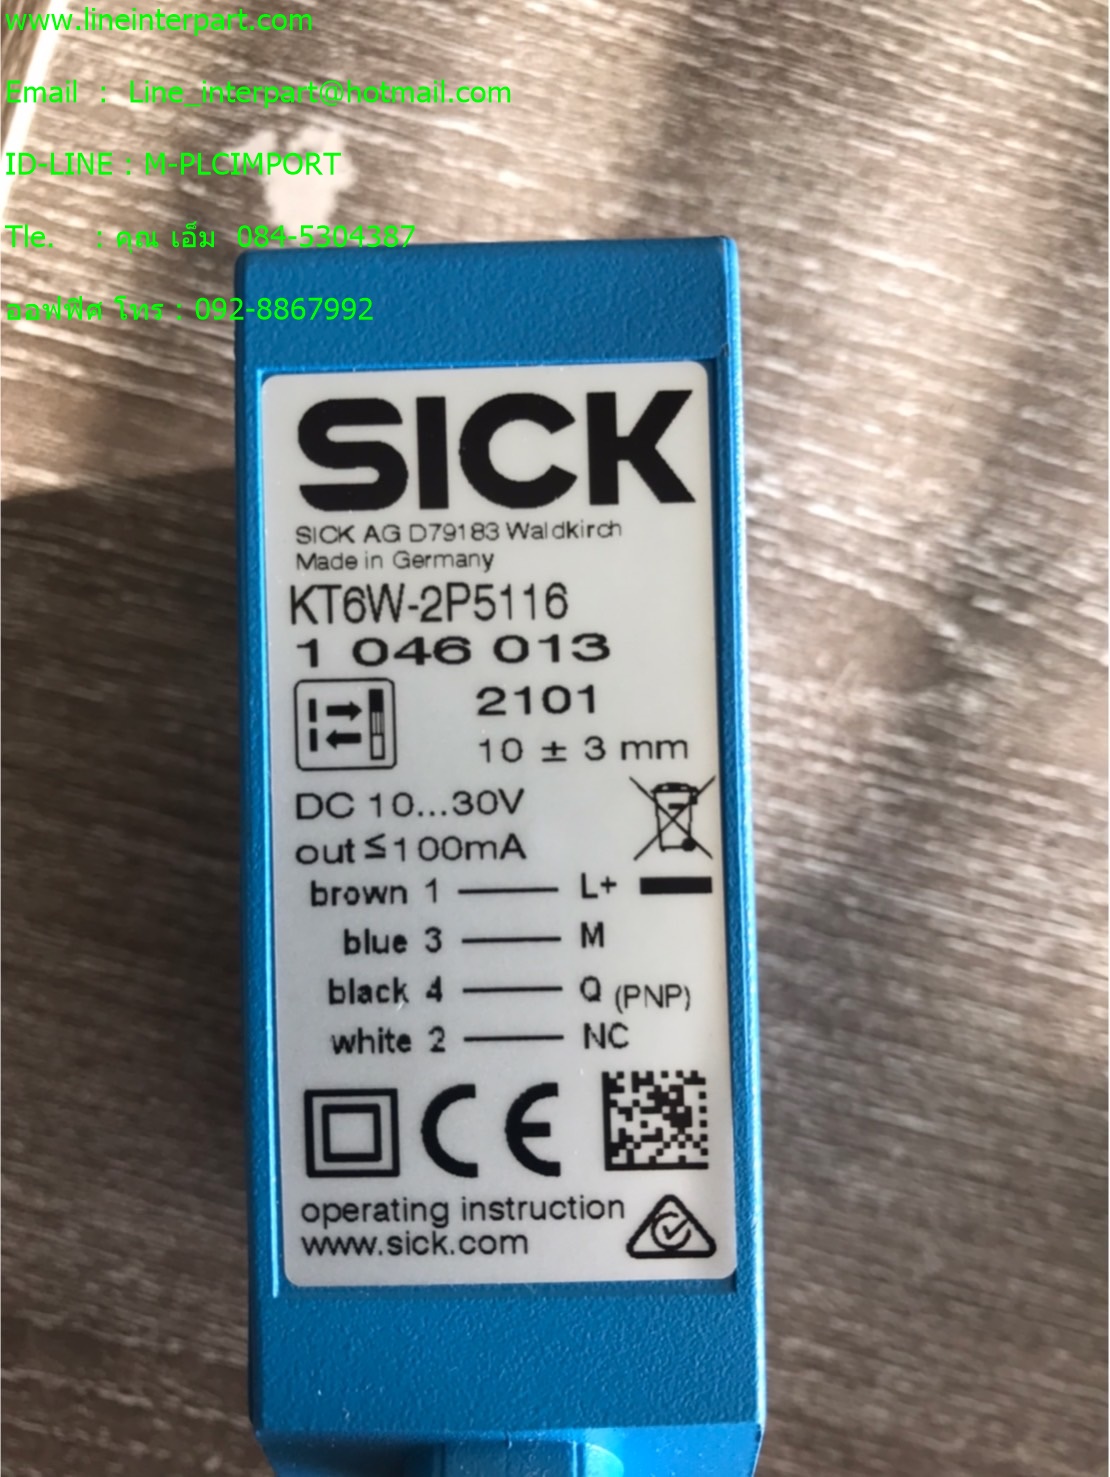 www.lineinterpart.com
Email : Line_interpart@hotmail.com
ID-LINE : M-PLCIMPORT
Tle. : คุณ เอ็ม 084-5304387
ออฟฟิศ โทร : 092-8867992
SICK
SICK AG D79183 Waldkirch
Made in Germany
KT6W-2P5116
1 046 013
2101
10 ± 3 mm
DC 10...30V
out ≤100mA
brown 1 L+
blue 3 M
black 4 Q (PNP)
white 2 NC
CE
operating instruction
www.sick.com